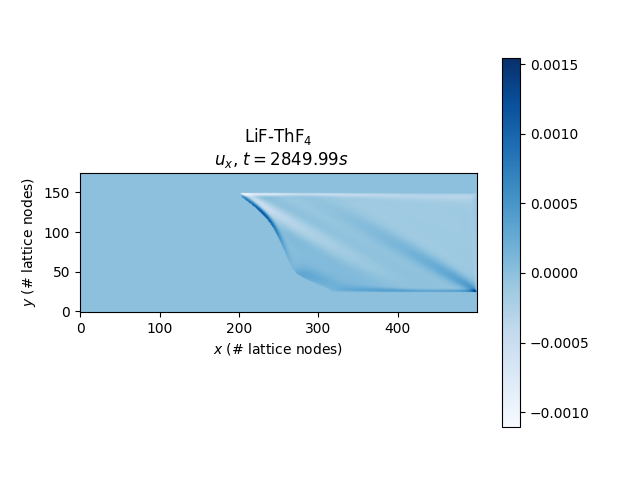 LiF-ThF₄
uₓ, t = 2849.99s
y (# lattice nodes)
150
100
50
0
0 100 200 300 400
x (# lattice nodes)
0.0015
0.0010
0.0005
0.0000
−0.0005
−0.0010